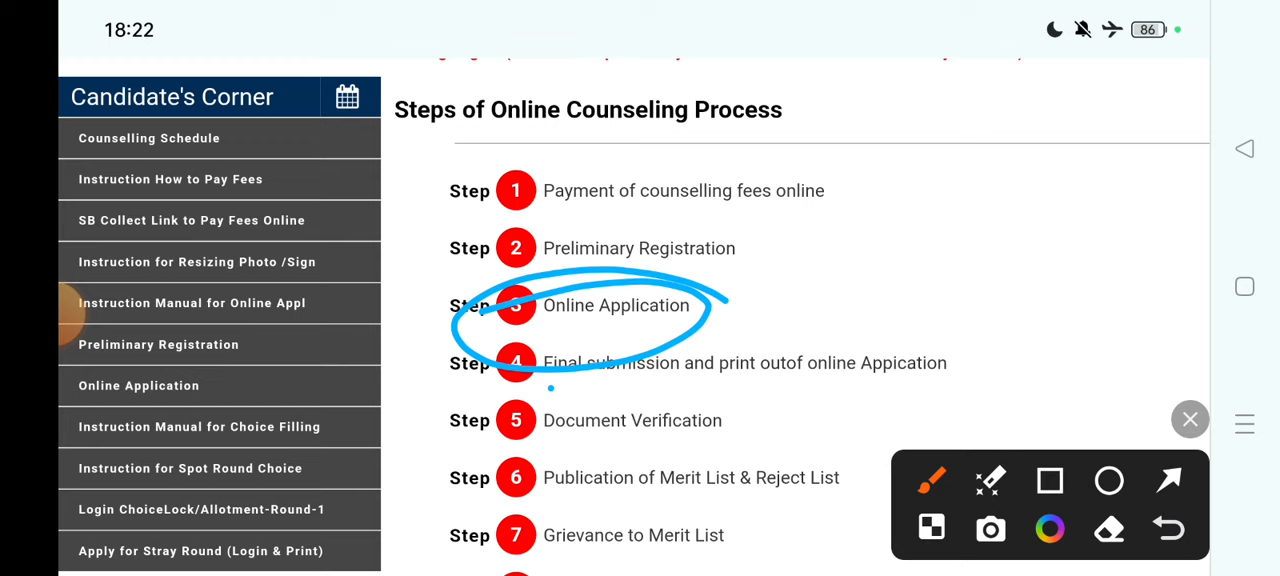 18:22
86
Candidate's Corner
Counselling Schedule
Instruction How to Pay Fees
SB Collect Link to Pay Fees Online
Instruction for Resizing Photo /Sign
Instruction Manual for Online Appl
Preliminary Registration
Online Application
Instruction Manual for Choice Filling
Instruction for Spot Round Choice
Login ChoiceLock/Allotment-Round-1
Apply for Stray Round (Login & Print)
Steps of Online Counseling Process
Step 1 Payment of counselling fees online
Step 2 Preliminary Registration
Step 3 Online Application
Step 4 Final submission and print outof online Appication
Step 5 Document Verification
Step 6 Publication of Merit List & Reject List
Step 7 Grievance to Merit List